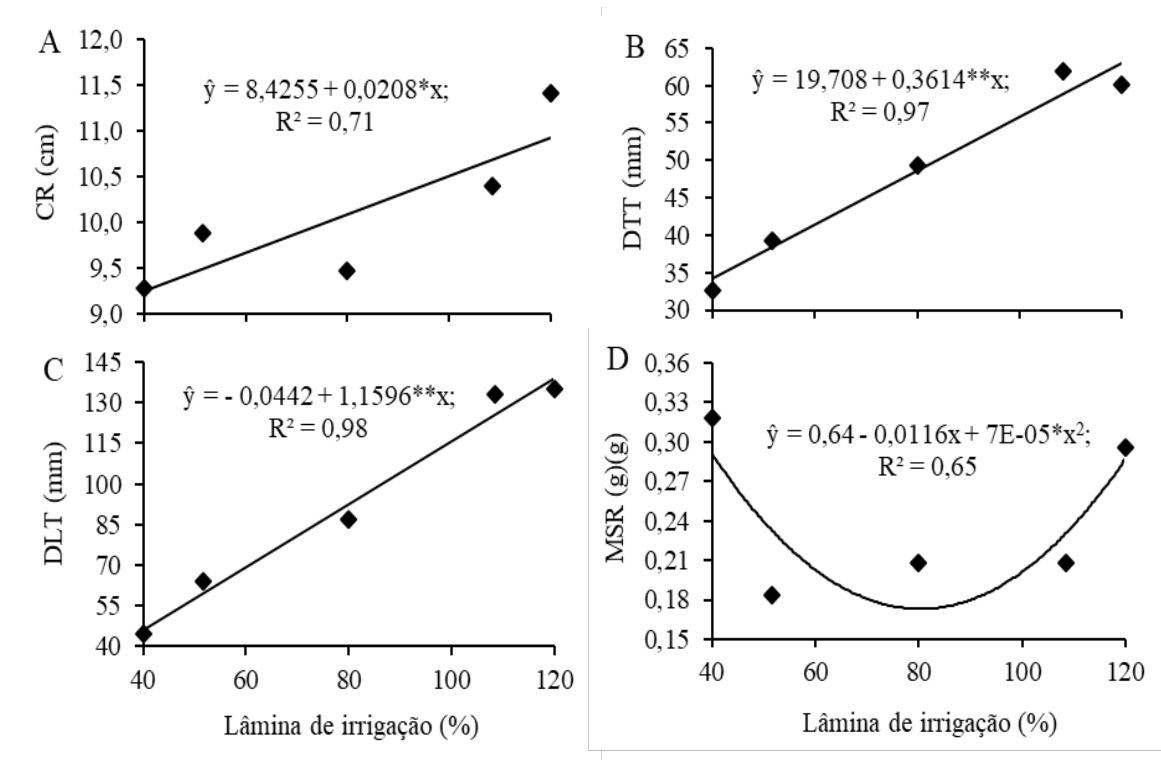 A
CR (cm)
12,0
11,5
11,0
10,5
10,0
9,5
9,0
ŷ = 8,4255 + 0,0208*x;
R² = 0,71
B
DTT (mm)
65
60
55
50
45
40
35
30
ŷ = 19,708 + 0,3614**x;
R² = 0,97
C
DLT (mm)
145
130
115
100
85
70
55
40
ŷ = - 0,0442 + 1,1596**x;
R² = 0,98
40 60 80 100 120
Lâmina de irrigação (%)
D
MSR (g)(g)
0,36
0,33
0,30
0,27
0,24
0,21
0,18
0,15
ŷ = 0,64 - 0,0116x + 7E-05*x²;
R² = 0,65
40 60 80 100 120
Lâmina de irrigação (%)